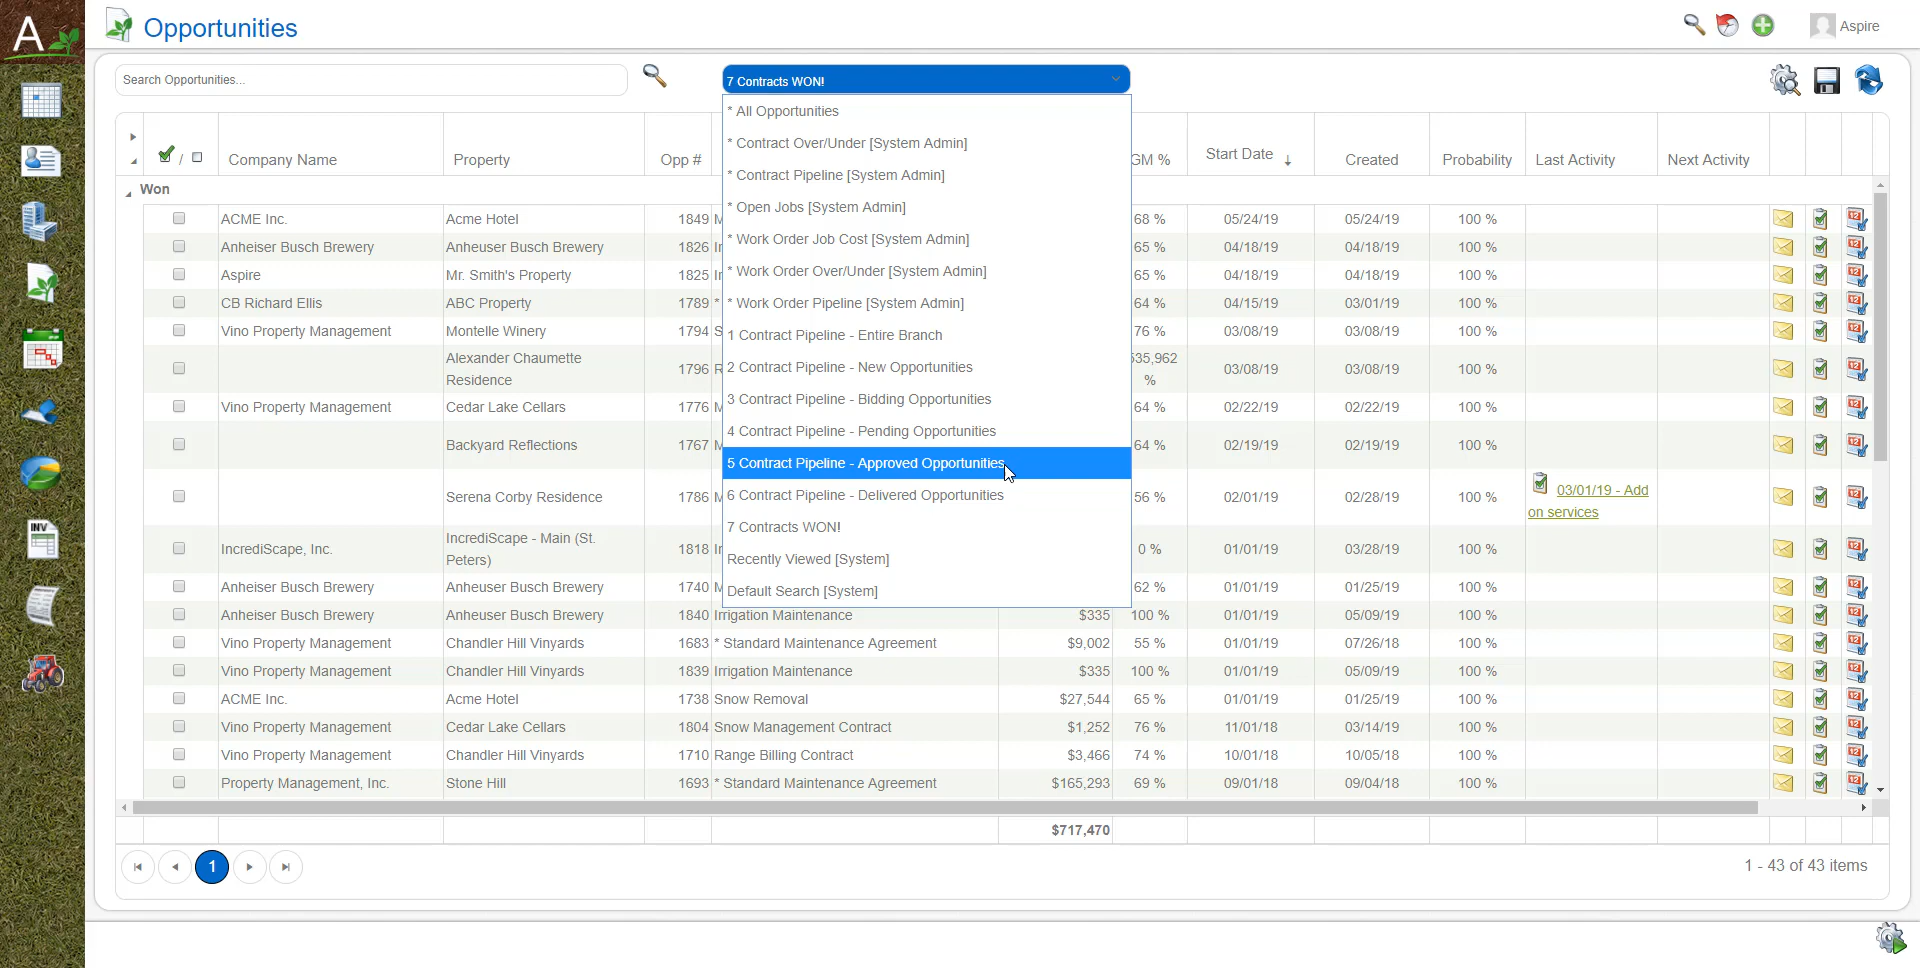 A
Opportunities
Aspire
Search Opportunities...
7 Contracts WON!
* All Opportunities
* Contract Over/Under [System Admin]
* Contract Pipeline [System Admin]
* Open Jobs [System Admin]
* Work Order Job Cost [System Admin]
* Work Order Over/Under [System Admin]
* Work Order Pipeline [System Admin]
1 Contract Pipeline - Entire Branch
2 Contract Pipeline - New Opportunities
3 Contract Pipeline - Bidding Opportunities
4 Contract Pipeline - Pending Opportunities
5 Contract Pipeline - Approved Opportunities
6 Contract Pipeline - Delivered Opportunities
7 Contracts WON!
Recently Viewed [System]
Default Search [System]
/ Company Name Property Opp # GM % Start Date Created Probability Last Activity Next Activity
Won
ACME Inc. Acme Hotel 1849 M 68 % 05/24/19 05/24/19 100 %
Anheiser Busch Brewery Anheuser Busch Brewery 1826 Ir 65 % 04/18/19 04/18/19 100 %
Aspire Mr. Smith's Property 1825 Ir 65 % 04/18/19 04/18/19 100 %
CB Richard Ellis ABC Property 1789 * 64 % 04/15/19 03/01/19 100 %
Vino Property Management Montelle Winery 1794 S 76 % 03/08/19 03/08/19 100 %
Alexander Chaumette
Residence 1796 R 535,962
% 03/08/19 03/08/19 100 %
Vino Property Management Cedar Lake Cellars 1776 M 64 % 02/22/19 02/22/19 100 %
Backyard Reflections 1767 M 64 % 02/19/19 02/19/19 100 %
Serena Corby Residence 1786 M 56 % 02/01/19 02/28/19 100 % 03/01/19 - Add
on services
IncrediScape, Inc. IncrediScape - Main (St.
Peters) 1818 Ir 0 % 01/01/19 03/28/19 100 %
Anheiser Busch Brewery Anheuser Busch Brewery 1740 M 62 % 01/01/19 01/25/19 100 %
Anheiser Busch Brewery Anheuser Busch Brewery 1840 Irrigation Maintenance $335 100 % 01/01/19 05/09/19 100 %
Vino Property Management Chandler Hill Vinyards 1683 * Standard Maintenance Agreement $9,002 55 % 01/01/19 07/26/18 100 %
Vino Property Management Chandler Hill Vinyards 1839 Irrigation Maintenance $335 100 % 01/01/19 05/09/19 100 %
ACME Inc. Acme Hotel 1738 Snow Removal $27,544 65 % 01/01/19 01/25/19 100 %
Vino Property Management Cedar Lake Cellars 1804 Snow Management Contract $1,252 76 % 11/01/18 03/14/19 100 %
Vino Property Management Chandler Hill Vinyards 1710 Range Billing Contract $3,466 74 % 10/01/18 10/05/18 100 %
Property Management, Inc. Stone Hill 1693 * Standard Maintenance Agreement $165,293 69 % 09/01/18 09/04/18 100 %
$717,470
1
1 - 43 of 43 items
INV